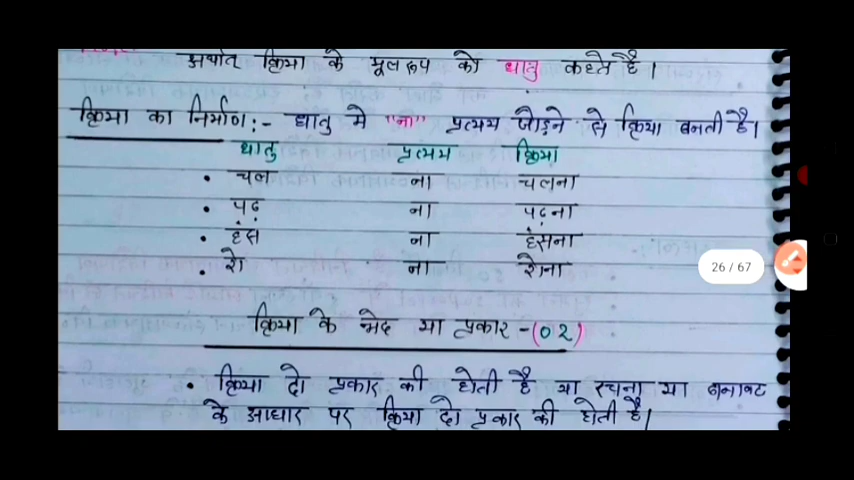 अर्थात क्रिया के मूल रूप को धातु कहते है।
क्रिया का निर्माण:- धातु मे "ना" प्रत्यय जोड़ने से क्रिया बनती है।
धातु प्रत्यय क्रिया
• चल ना चलना
• पढ़ ना पढ़ना
• हंस ना हंसना
• रो ना रोना
26 / 67
क्रिया के भेद या प्रकार -(02)
• क्रिया दो प्रकार की होती है या रचना या बनावट
के आधार पर क्रिया दो प्रकार की होती है।